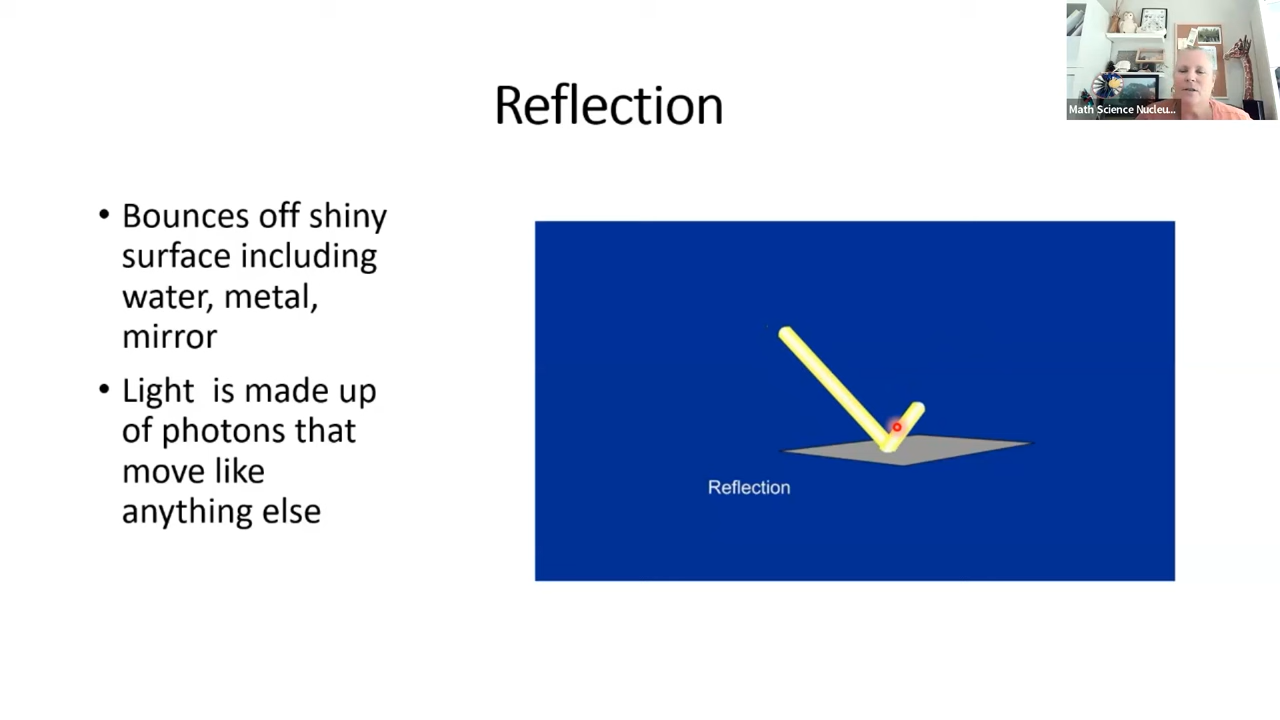 Math Science Nucleu...
Reflection
• Bounces off shiny
surface including
water, metal,
mirror
• Light  is made up
of photons that
move like
anything else
Reflection